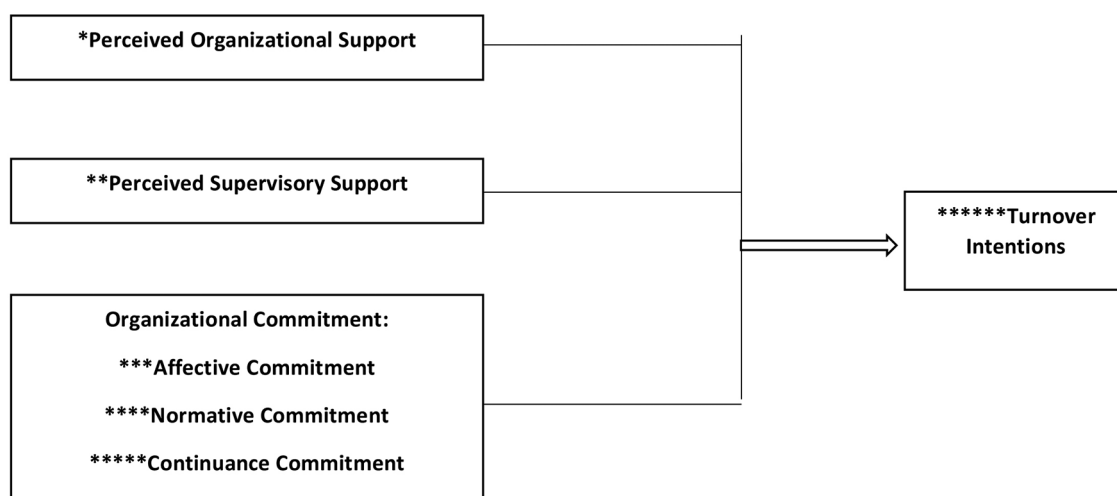 *Perceived Organizational Support
**Perceived Supervisory Support
******Turnover
Intentions
Organizational Commitment:
***Affective Commitment
****Normative Commitment
*****Continuance Commitment